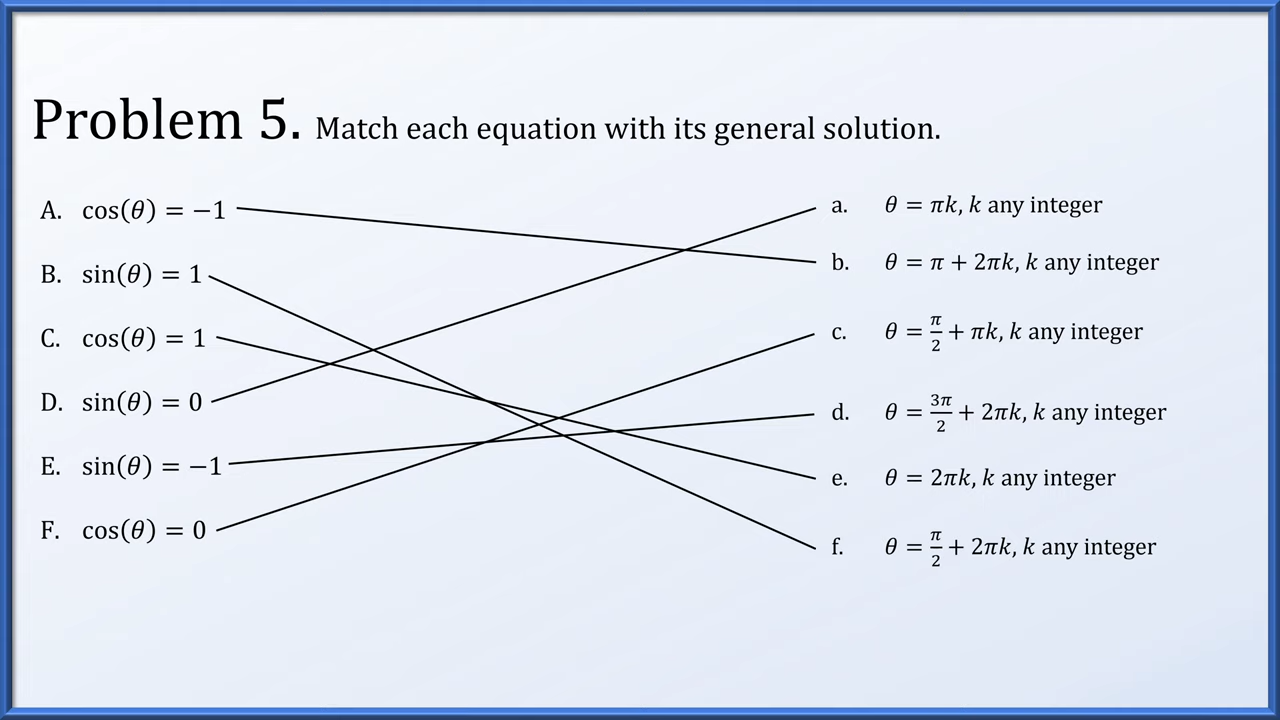 Problem 5. Match each equation with its general solution.
A. cos(𝜃) = −1
B. sin(𝜃) = 1
C. cos(𝜃) = 1
D. sin(𝜃) = 0
E. sin(𝜃) = −1
F. cos(𝜃) = 0
a. 𝜃 = 𝜋𝑘, 𝑘 any integer
b. 𝜃 = 𝜋 + 2𝜋𝑘, 𝑘 any integer
c. 𝜃 = 𝜋/2 + 𝜋𝑘, 𝑘 any integer
d. 𝜃 = 3𝜋/2 + 2𝜋𝑘, 𝑘 any integer
e. 𝜃 = 2𝜋𝑘, 𝑘 any integer
f. 𝜃 = 𝜋/2 + 2𝜋𝑘, 𝑘 any integer